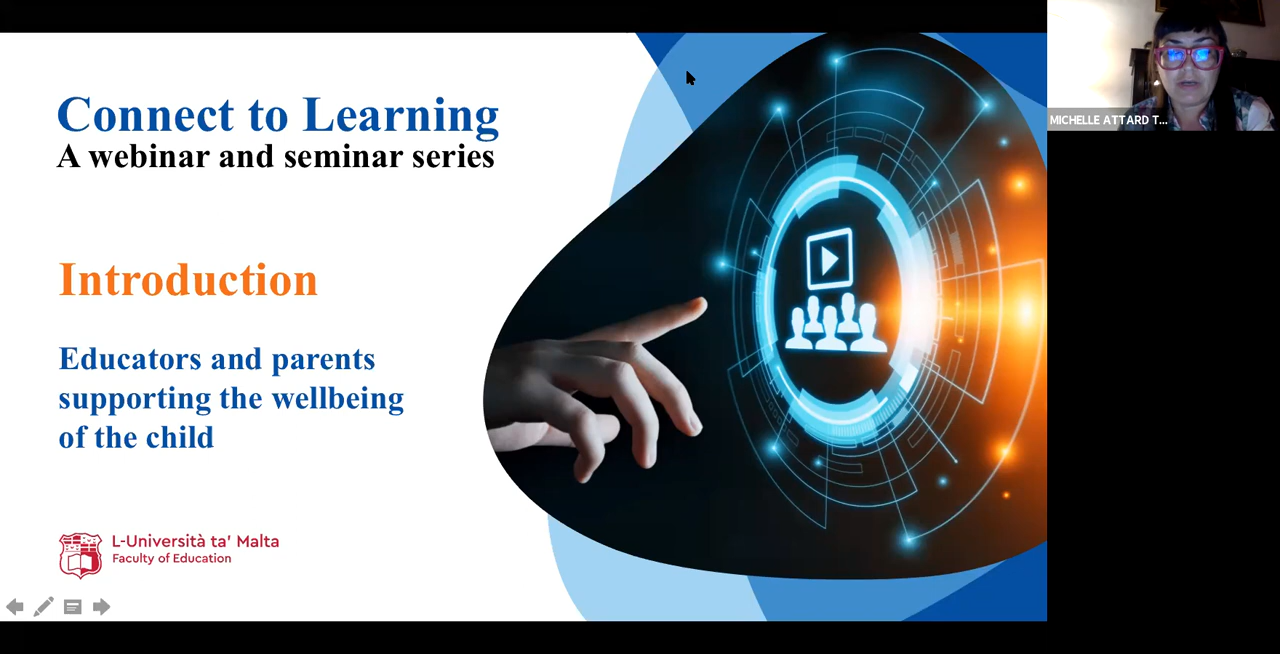 Connect to Learning
A webinar and seminar series
Introduction
Educators and parents
supporting the wellbeing
of the child
L-Università ta' Malta
Faculty of Education
MICHELLE ATTARD T...